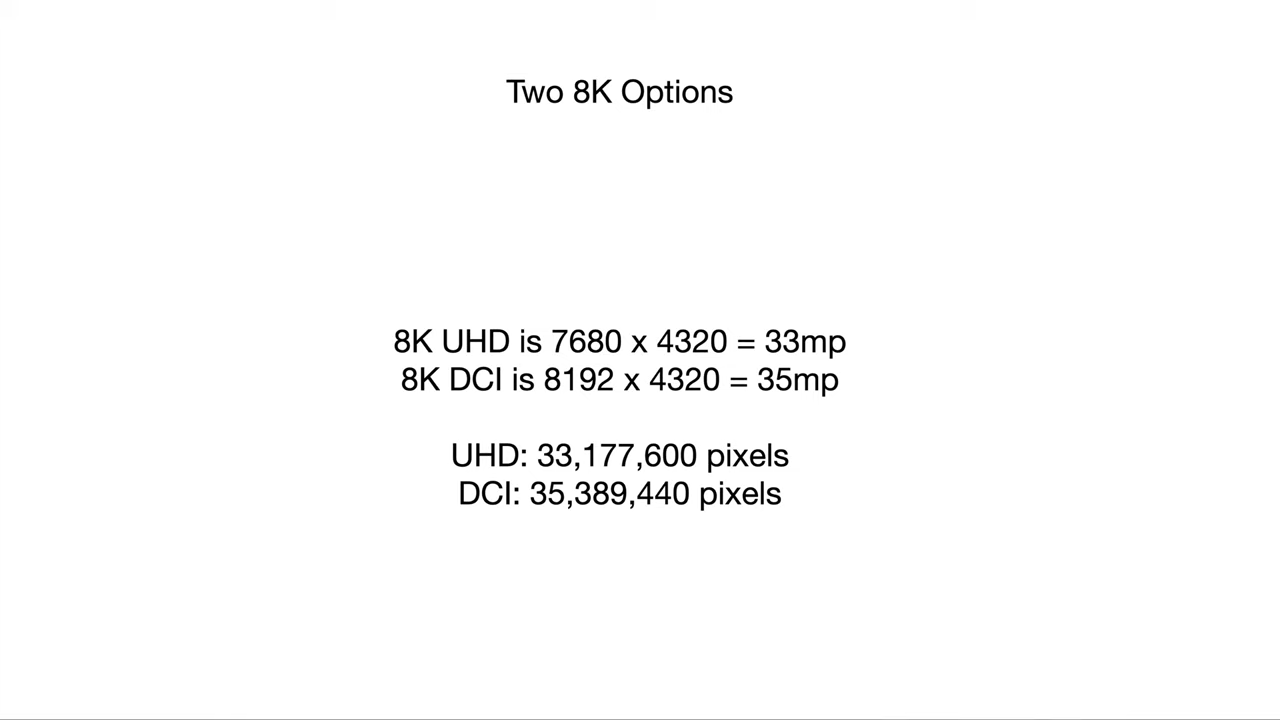 Two 8K Options
8K UHD is 7680 x 4320 = 33mp
8K DCI is 8192 x 4320 = 35mp
UHD: 33,177,600 pixels
DCI: 35,389,440 pixels